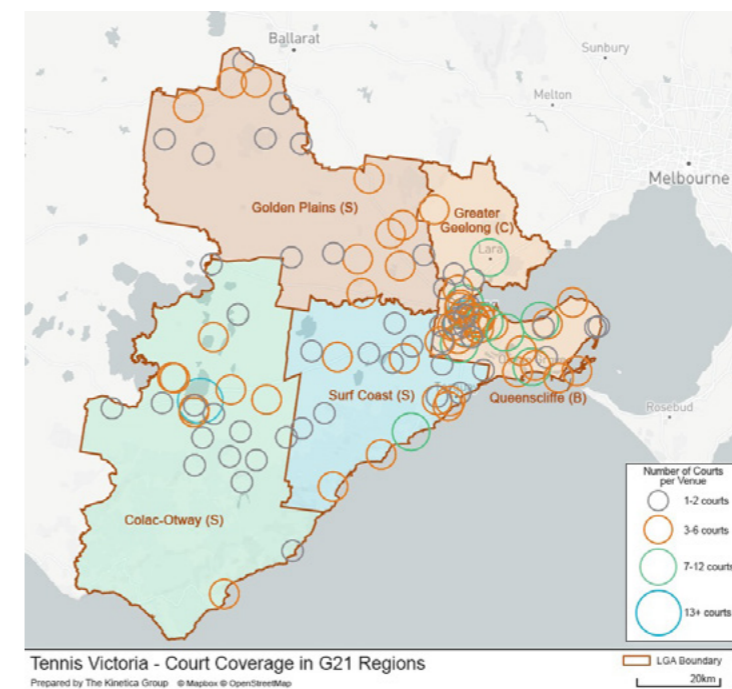 Ballarat
Sunbury
Melton
Melbourne
Golden Plains (S)
Greater
Geelong (C)
Lara
Surf Coast (S)
Queenscliffe (B)
Rosebud
Colac-Otway (S)
Number of Courts
per Venue
1-2 courts
3-6 courts
7-12 courts
13+ courts
Tennis Victoria - Court Coverage in G21 Regions
LGA Boundary
Prepared by The Kinetica Group © Mapbox © OpenStreetMap
20km